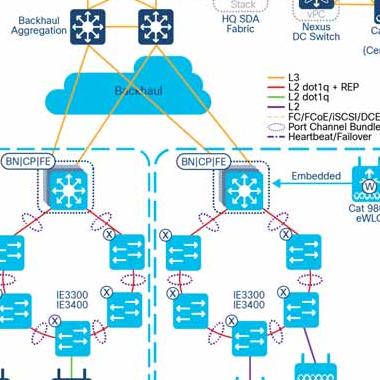 Backhaul
Aggregation
Stack
HQ SDA
Fabric
vPC
Nexus
DC Switch
Ca
(Cen
Backhaul
L3
L2 dot1q + REP
L2 dot1q
L2
FC/FCoE/iSCSI/DCE
Port Channel Bundle
Heartbeat/Failover
BN|CP|FE
BN|CP|FE
Embedded
W
Cat 98
eWLC
X
X
X
X
IE3300
IE3400
X
X
IE3300
IE3400
X
X
X